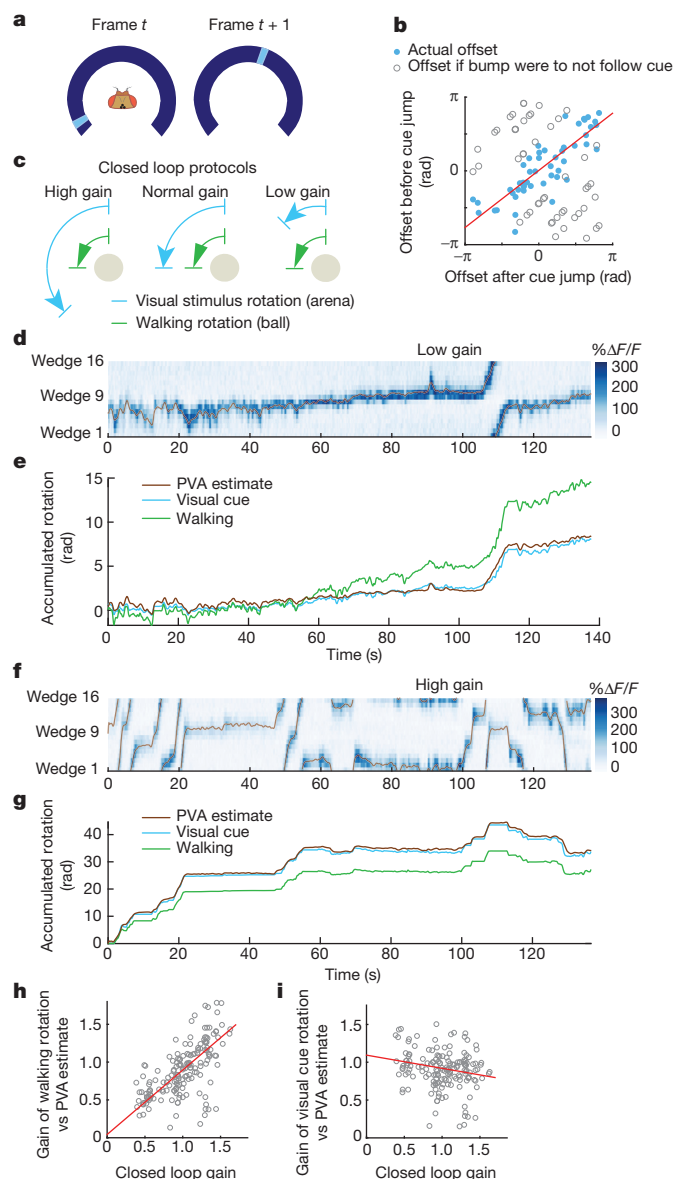 a
Frame t
Frame t + 1
b
Actual offset
Offset if bump were to not follow cue
π
0
−π
Offset before cue jump
(rad)
−π
0
π
Offset after cue jump (rad)
c
Closed loop protocols
High gain
Normal gain
Low gain
Visual stimulus rotation (arena)
Walking rotation (ball)
d
Low gain
%ΔF/F
Wedge 16
Wedge 9
Wedge 1
300
200
100
0
0
20
40
60
80
100
120
e
PVA estimate
Visual cue
Walking
Accumulated rotation
(rad)
15
10
5
0
0
20
40
60
80
100
120
140
Time (s)
f
High gain
%ΔF/F
Wedge 16
Wedge 9
Wedge 1
300
200
100
0
0
20
40
60
80
100
120
g
PVA estimate
Visual cue
Walking
Accumulated rotation
(rad)
40
30
20
10
0
0
20
40
60
80
100
120
Time (s)
h
Gain of walking rotation
vs PVA estimate
1.5
1.0
0.5
0
0
0.5
1.0
1.5
Closed loop gain
i
Gain of visual cue rotation
vs PVA estimate
1.5
1.0
0.5
0
0
0.5
1.0
1.5
Closed loop gain